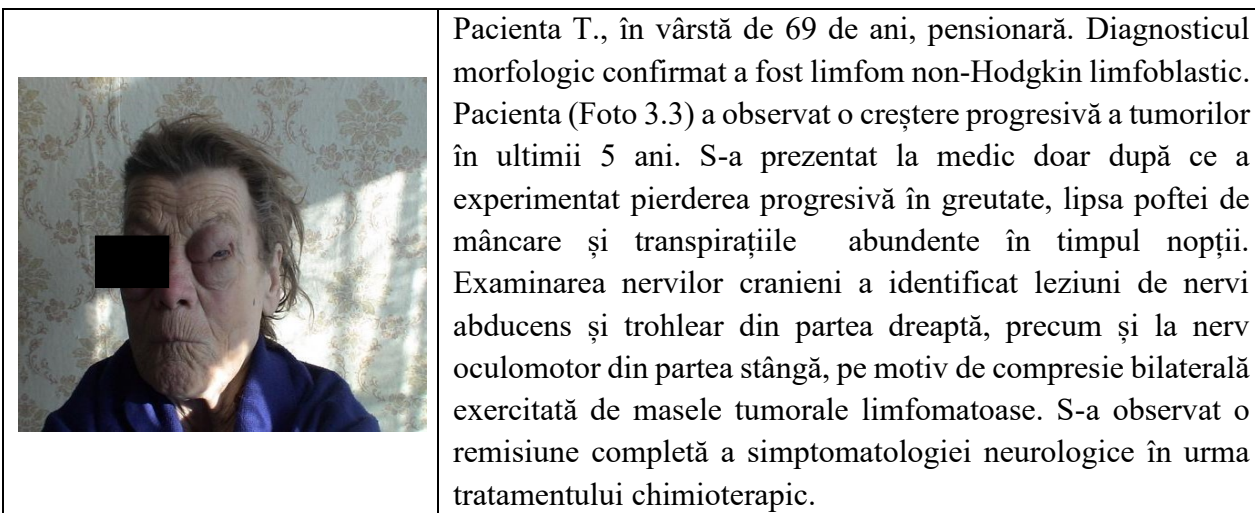 Pacienta T., în vârstă de 69 de ani, pensionară. Diagnosticul
morfologic confirmat a fost limfom non-Hodgkin limfoblastic.
Pacienta (Foto 3.3) a observat o creștere progresivă a tumorilor
în ultimii 5 ani. S-a prezentat la medic doar după ce a
experimentat pierderea progresivă în greutate, lipsa poftei de
mâncare și transpirațiile abundente în timpul nopții.
Examinarea nervilor cranieni a identificat leziuni de nervi
abducens și trohlear din partea dreaptă, precum și la nerv
oculomotor din partea stângă, pe motiv de compresie bilaterală
exercitată de masele tumorale limfomatoase. S-a observat o
remisiune completă a simptomatologiei neurologice în urma
tratamentului chimioterapic.